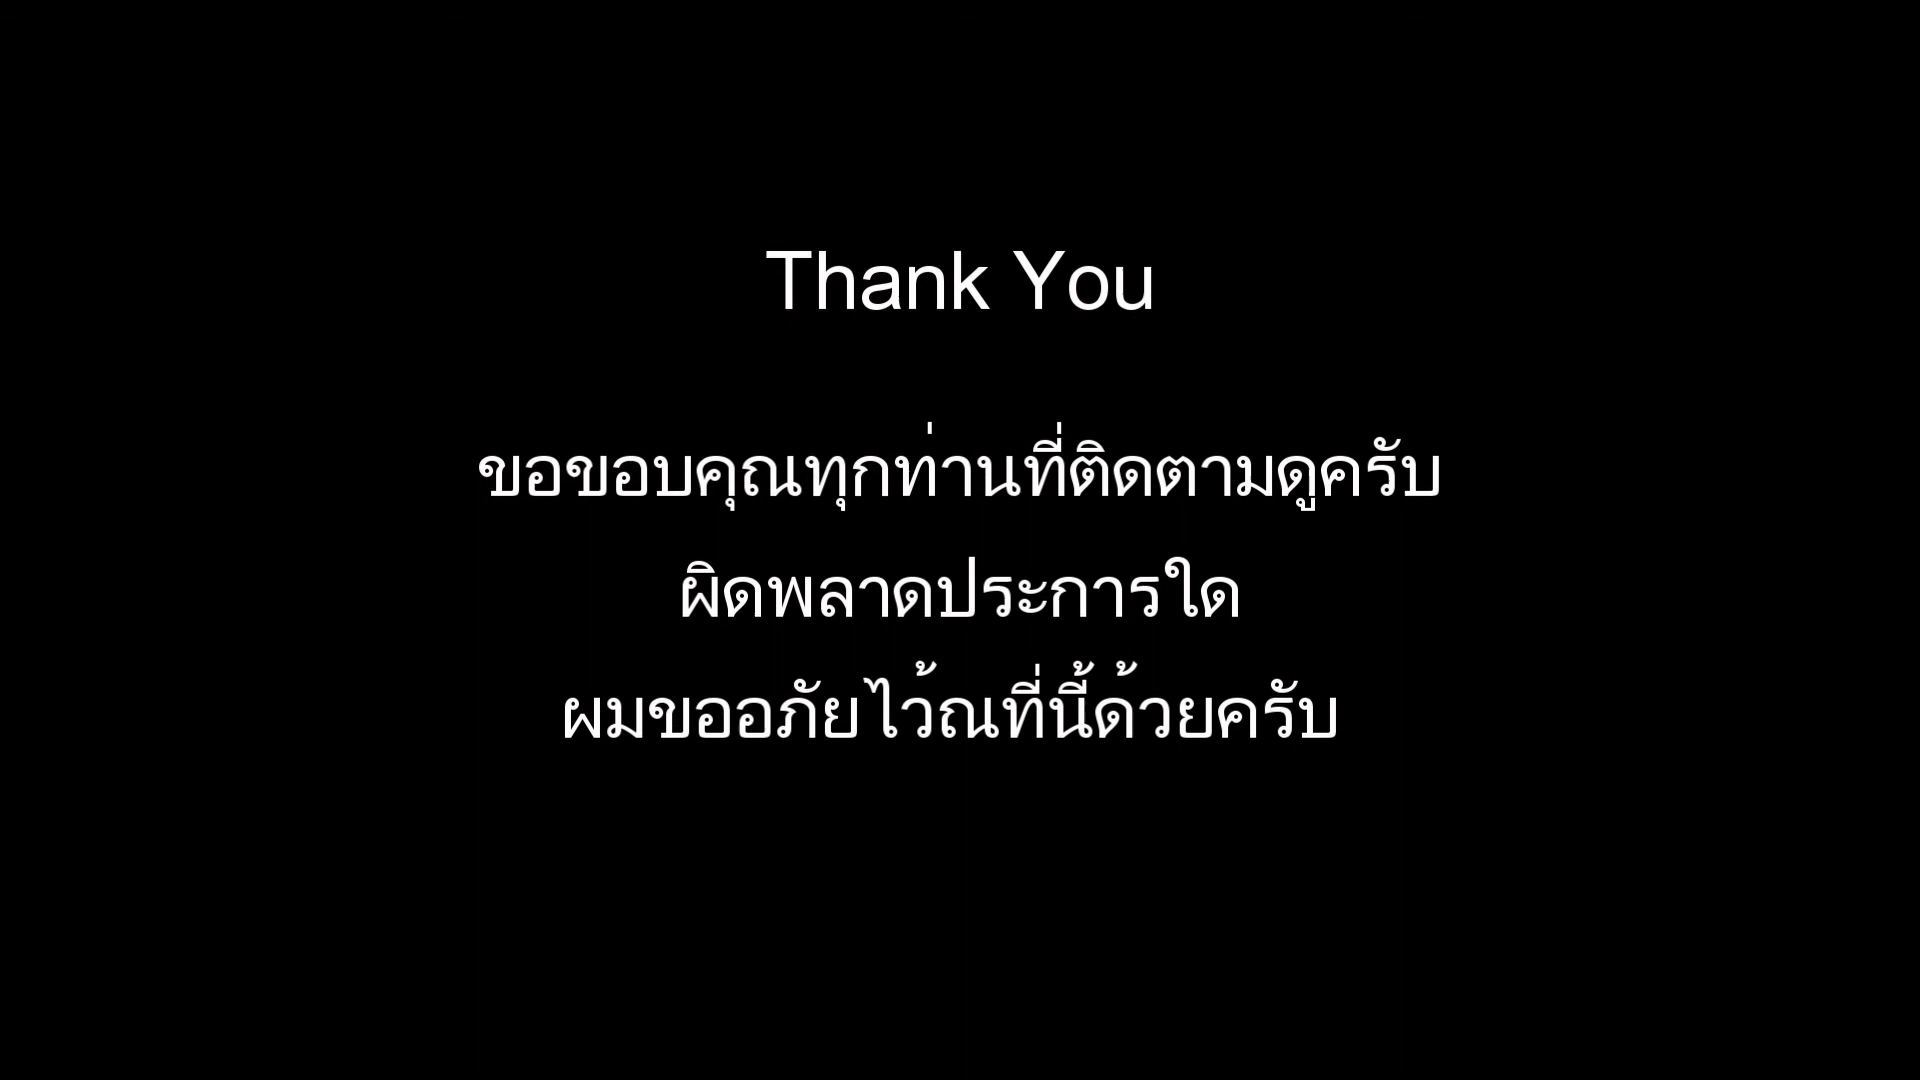 Thank You
ขอขอบคุณทุกท่านที่ติดตามดูครับ
ผิดพลาดประการใด
ผมขออภัยไว้ณที่นี้ด้วยครับ